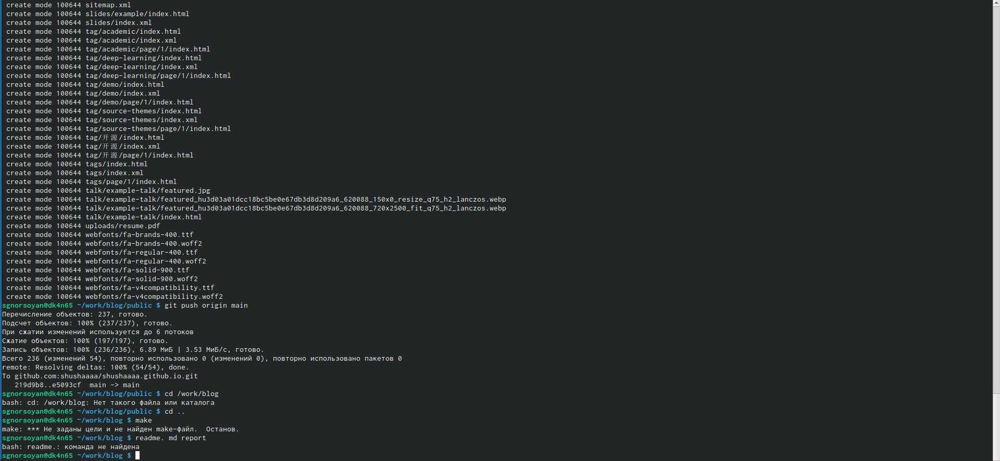 create mode 100644 sitemap.xml
create mode 100644 slides/example/index.html
create mode 100644 slides/index.xml
create mode 100644 tag/academic/index.html
create mode 100644 tag/academic/index.xml
create mode 100644 tag/academic/page/1/index.html
create mode 100644 tag/deep-learning/index.html
create mode 100644 tag/deep-learning/index.xml
create mode 100644 tag/deep-learning/page/1/index.html
create mode 100644 tag/demo/index.html
create mode 100644 tag/demo/index.xml
create mode 100644 tag/demo/page/1/index.html
create mode 100644 tag/source-themes/index.html
create mode 100644 tag/source-themes/index.xml
create mode 100644 tag/source-themes/page/1/index.html
create mode 100644 tag/开源/index.html
create mode 100644 tag/开源/index.xml
create mode 100644 tag/开源/page/1/index.html
create mode 100644 tags/index.html
create mode 100644 tags/index.xml
create mode 100644 tags/page/1/index.html
create mode 100644 talk/example-talk/featured.jpg
create mode 100644 talk/example-talk/featured_hu3d03a01dcc18bc5be0e67db3d8d209a6_620088_150x0_resize_q75_h2_lanczos.webp
create mode 100644 talk/example-talk/featured_hu3d03a01dcc18bc5be0e67db3d8d209a6_620088_720x2500_fit_q75_h2_lanczos.webp
create mode 100644 talk/example-talk/index.html
create mode 100644 uploads/resume.pdf
create mode 100644 webfonts/fa-brands-400.ttf
create mode 100644 webfonts/fa-brands-400.woff2
create mode 100644 webfonts/fa-regular-400.ttf
create mode 100644 webfonts/fa-regular-400.woff2
create mode 100644 webfonts/fa-solid-900.ttf
create mode 100644 webfonts/fa-solid-900.woff2
create mode 100644 webfonts/fa-v4compatibility.ttf
create mode 100644 webfonts/fa-v4compatibility.woff2
sgnorsoyan@dk4n65 ~/work/blog/public $ git push origin main
Перечисление объектов: 237, готово.
Подсчет объектов: 100% (237/237), готово.
При сжатии изменений используется до 6 потоков
Сжатие объектов: 100% (197/197), готово.
Запись объектов: 100% (236/236), 6.89 МиБ | 3.53 МиБ/с, готово.
Всего 236 (изменений 54), повторно использовано 0 (изменений 0), повторно использовано пакетов 0
remote: Resolving deltas: 100% (54/54), done.
To github.com:shushaaaa/shushaaaa.github.io.git
219d9b8..e5093cf  main -> main
sgnorsoyan@dk4n65 ~/work/blog/public $ cd /work/blog
bash: cd: /work/blog: Нет такого файла или каталога
sgnorsoyan@dk4n65 ~/work/blog/public $ cd ..
sgnorsoyan@dk4n65 ~/work/blog $ make
make: *** Не заданы цели и не найден make-файл.  Останов.
sgnorsoyan@dk4n65 ~/work/blog $ readme. md report
bash: readme.: команда не найдена
sgnorsoyan@dk4n65 ~/work/blog $